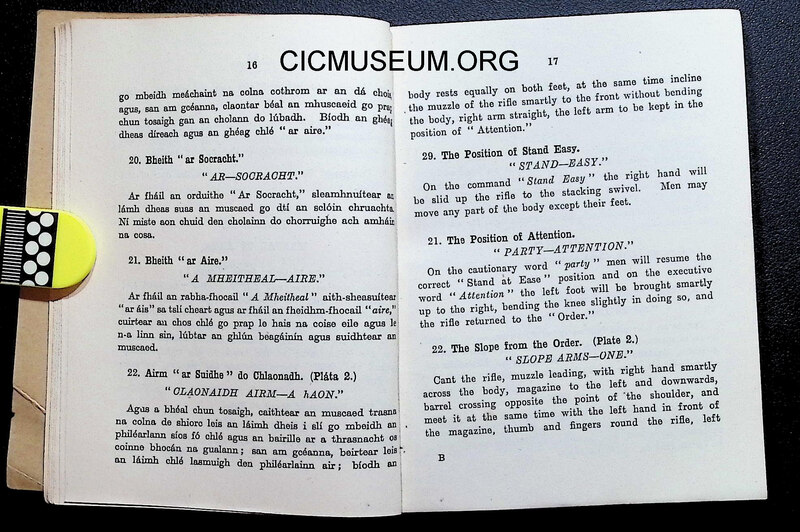 CICMUSEUM.ORG
16
go mbeidh meáchaint na colna cothrom ar an dá chois
agus, san am gcéanna, claontar béal an mhuscaeid go prap
chun tosaigh gan an cholann do lúbadh. Bíodh an ghéag
dheas díreach agus an ghéag chlé "ar aire."
20. Bheith "ar Socracht."
"AR—SOCRACHT."
Ar fháil an orduithe "Ar Socracht," sleamhnuítear an
lámh dheas suas an muscaed go dtí an sclóin chruachta.
Ní miste aon chuid den cholainn do chorruighe ach amháin
na cosa.
21. Bheith "ar Aire."
"A MHEITHEAL—AIRE."
Ar fháil an rabha-fhocail "A Mheitheal" aith-sheasuítear
"ar áis" sa tslí cheart agus ar fháil an fheidhm-fhocail "aire,"
cuirtear an chos chlé go prap le hais na coise eile agus le
n-a linn sin, lúbtar an ghlún beagáinín agus suidhtear an
muscaed.
22. Airm "ar Suidhe" do Chlaonadh. (Pláta 2.)
"CLAONAIDH AIRM—A hAON."
Agus a bhéal chun tosaigh, caithtear an muscaed trasna
na colna de shiorc leis an láimh dheis i slí go mbeidh an
philéarlann síos fó chlé agus an bairille ar a thrasnacht os
coinne bhocán na gualann; san am gcéanna, beirtear leis
an láimh chlé lasmuigh den philéarlainn air; bíodh an
17
body rests equally on both feet, at the same time incline
the muzzle of the rifle smartly to the front without bending
the body, right arm straight, the left arm to be kept in the
position of "Attention."
29. The Position of Stand Easy.
"STAND—EASY."
On the command "Stand Easy" the right hand will
be slid up the rifle to the stacking swivel. Men may
move any part of the body except their feet.
21. The Position of Attention.
"PARTY—ATTENTION."
On the cautionary word "party" men will resume the
correct "Stand at Ease" position and on the executive
word "Attention" the left foot will be brought smartly
up to the right, bending the knee slightly in doing so, and
the rifle returned to the "Order."
22. The Slope from the Order. (Plate 2.)
"SLOPE ARMS—ONE."
Cant the rifle, muzzle leading, with right hand smartly
across the body, magazine to the left and downwards,
barrel crossing opposite the point of the shoulder, and
meet it at the same time with the left hand in front of
the magazine, thumb and fingers round the rifle, left
B